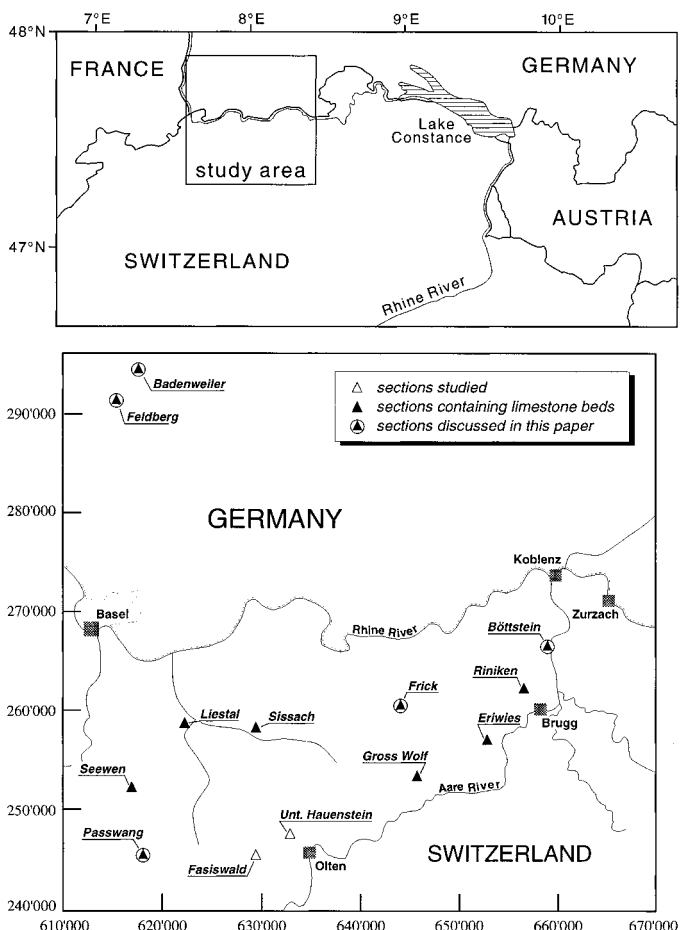 7°E 8°E 9°E 10°E
48°N
FRANCE
GERMANY
Lake
Constance
study area
AUSTRIA
47°N
SWITZERLAND
Rhine River
Badenweiler
Feldberg
sections studied
sections containing limestone beds
sections discussed in this paper
290'000
280'000
GERMANY
Koblenz
270'000
Basel
Zurzach
Rhine River
Böttstein
Riniken
Frick
260'000
Liestal
Sissach
Eriwies
Brugg
Gross Wolf
Seewen
Aare River
250'000
Unt. Hauenstein
Passwang
SWITZERLAND
Fasiswald
Olten
240'000
610'000 620'000 630'000 640'000 650'000 660'000 670'000